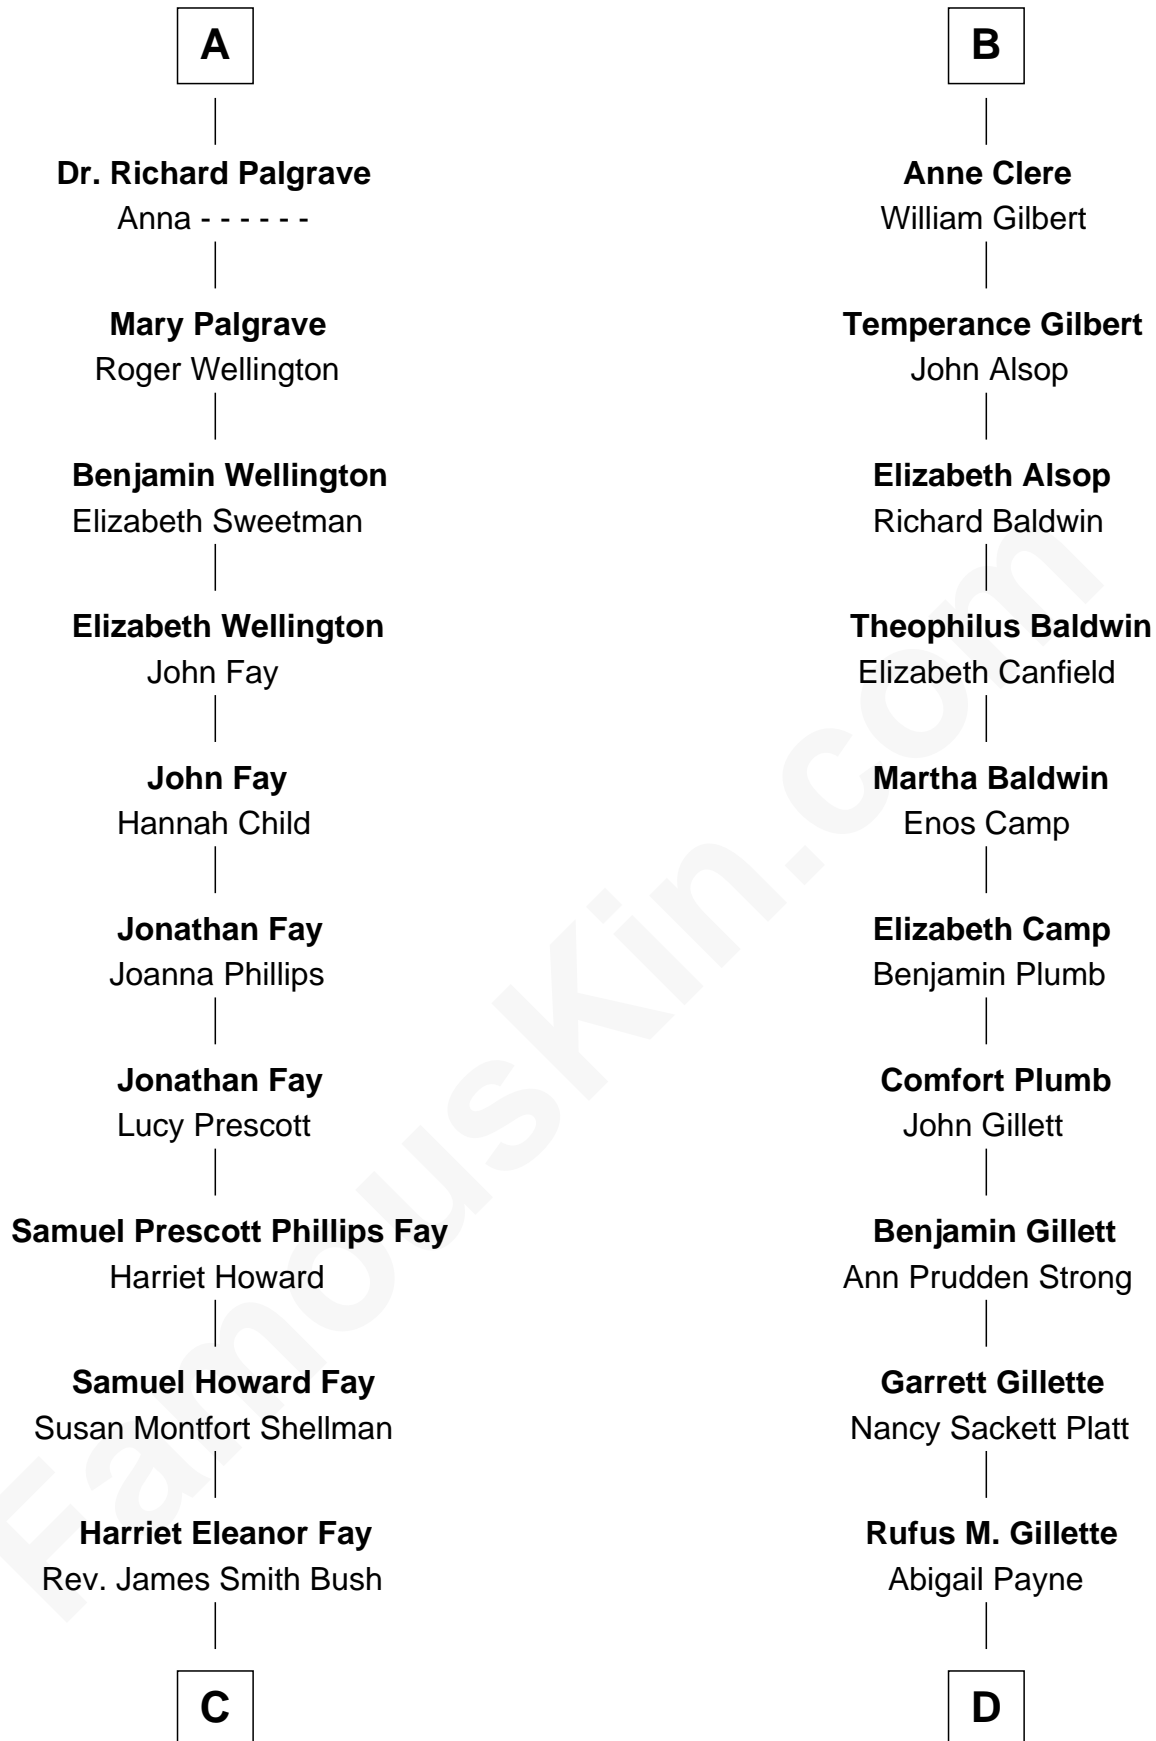 A
Dr. Richard Palgrave
Anna - - - - - -
Mary Palgrave
Roger Wellington
Benjamin Wellington
Elizabeth Sweetman
Elizabeth Wellington
John Fay
John Fay
Hannah Child
Jonathan Fay
Joanna Phillips
Jonathan Fay
Lucy Prescott
Samuel Prescott Phillips Fay
Harriet Howard
Samuel Howard Fay
Susan Montfort Shellman
Harriet Eleanor Fay
Rev. James Smith Bush
C
B
Anne Clere
William Gilbert
Temperance Gilbert
John Alsop
Elizabeth Alsop
Richard Baldwin
Theophilus Baldwin
Elizabeth Canfield
Martha Baldwin
Enos Camp
Elizabeth Camp
Benjamin Plumb
Comfort Plumb
John Gillett
Benjamin Gillett
Ann Prudden Strong
Garrett Gillette
Nancy Sackett Platt
Rufus M. Gillette
Abigail Payne
D
FamousKin.com